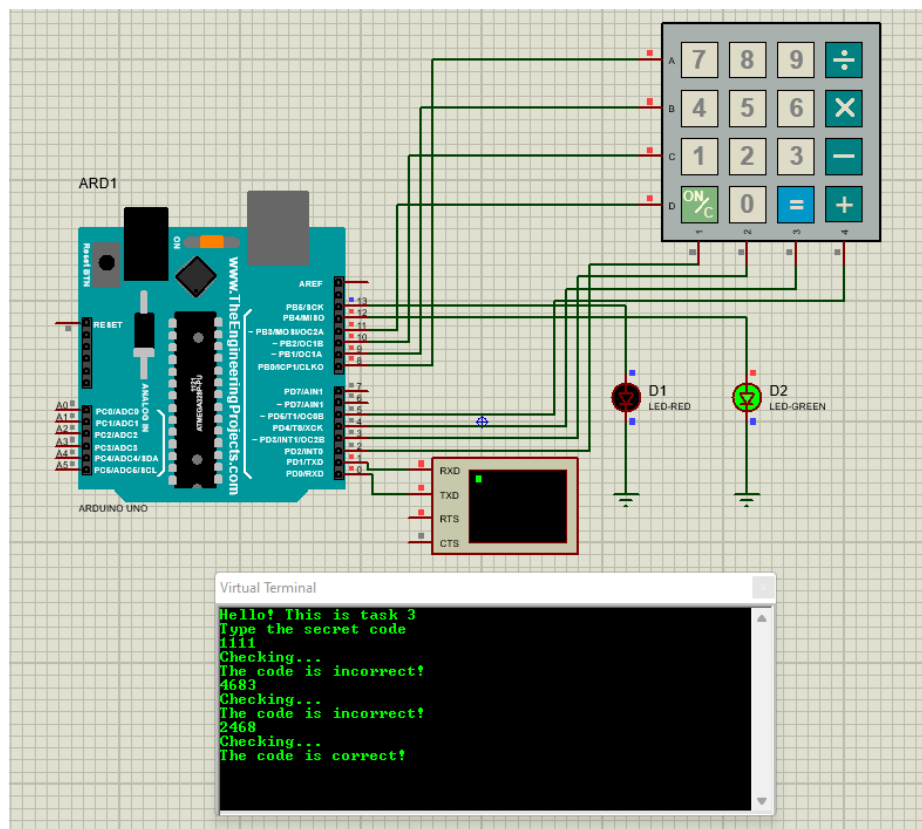 7 8 9 ÷
A
4 5 6 ×
B
1 2 3 −
C
ON/C 0 = +
D
1 2 3 4
ARD1
ARDUINO UNO
Reset BTN
ON
www.TheEngineeringProjects.com
ATMEGA328P-PU
1121
ANALOG IN
RESET
AREF
PB5/SCK 13
PB4/MISO 12
~ PB3/MOSI/OC2A 11
~ PB2/OC1B 10
~ PB1/OC1A 9
PB0/ICP1/CLKO 8
PD7/AIN1 7
~ PD7/AIN1 6
~ PD5/T1/OC0B 5
PD4/T0/XCK 4
~ PD3/INT1/OC2B 3
PD2/INT0 2
PD1/TXD 1
PD0/RXD 0
A0 PC0/ADC0
A1 PC1/ADC1
A2 PC2/ADC2
A3 PC3/ADC3
A4 PC4/ADC4/SDA
A5 PC5/ADC5/SCL
D1
LED-RED
D2
LED-GREEN
RXD
TXD
RTS
CTS
Virtual Terminal
Hello! This is task 3
Type the secret code
1111
Checking...
The code is incorrect!
4683
Checking...
The code is incorrect!
2468
Checking...
The code is correct!